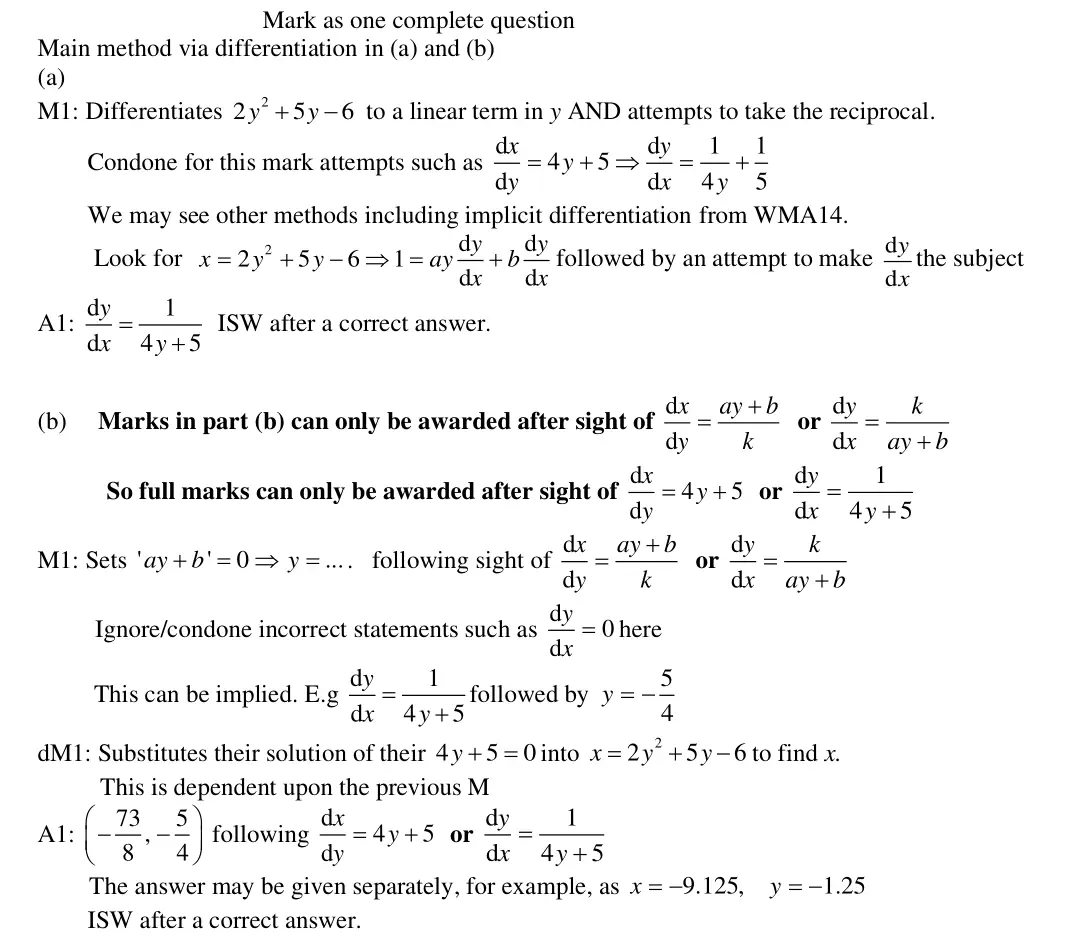 Mark as one complete question
Main method via differentiation in (a) and (b)
(a)
M1: Differentiates 2y² + 5y − 6 to a linear term in y AND attempts to take the reciprocal.
Condone for this mark attempts such as dx/dy = 4y + 5 ⇒ dy/dx = 1/4y + 1/5
We may see other methods including implicit differentiation from WMA14.
Look for x = 2y² + 5y − 6 ⇒ 1 = ay dy/dx + b dy/dx followed by an attempt to make dy/dx the subject
A1: dy/dx = 1/(4y + 5) ISW after a correct answer.
(b) Marks in part (b) can only be awarded after sight of dx/dy = (ay + b)/k or dy/dx = k/(ay + b)
So full marks can only be awarded after sight of dx/dy = 4y + 5 or dy/dx = 1/(4y + 5)
M1: Sets 'ay + b' = 0 ⇒ y = .... following sight of dx/dy = (ay + b)/k or dy/dx = k/(ay + b)
Ignore/condone incorrect statements such as dy/dx = 0 here
This can be implied. E.g dy/dx = 1/(4y + 5) followed by y = −5/4
dM1: Substitutes their solution of their 4y + 5 = 0 into x = 2y² + 5y − 6 to find x.
This is dependent upon the previous M
A1: (−73/8, −5/4) following dx/dy = 4y + 5 or dy/dx = 1/(4y + 5)
The answer may be given separately, for example, as x = −9.125, y = −1.25
ISW after a correct answer.